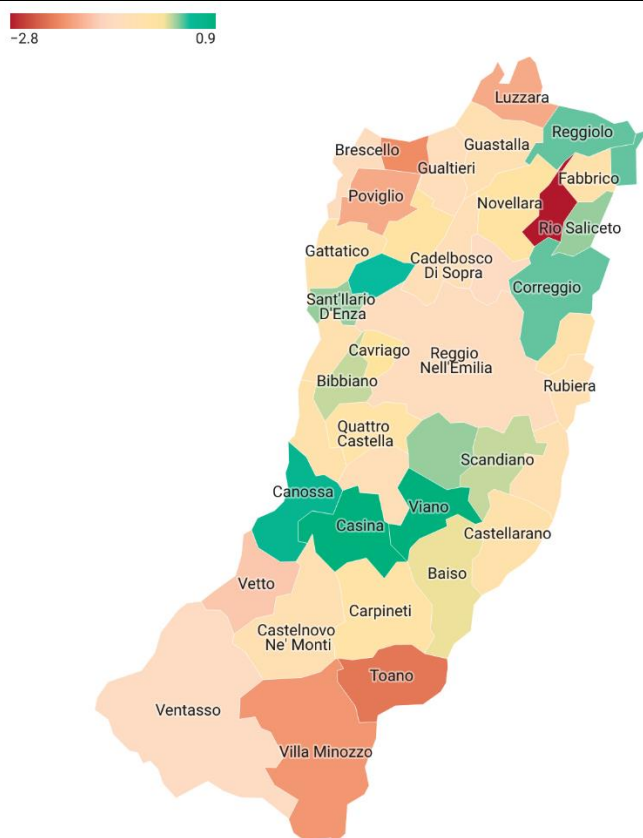 −2.8 0.9
Luzzara
Reggiolo
Guastalla
Brescello
Gualtieri
Fabbrico
Poviglio
Novellara
Rio Saliceto
Gattatico
Cadelbosco
Di Sopra
Correggio
Sant'Ilario
D'Enza
Cavriago
Reggio
Nell'Emilia
Bibbiano
Rubiera
Quattro
Castella
Scandiano
Canossa
Viano
Casina
Castellarano
Baiso
Vetto
Carpineti
Castelnovo
Ne' Monti
Toano
Ventasso
Villa Minozzo